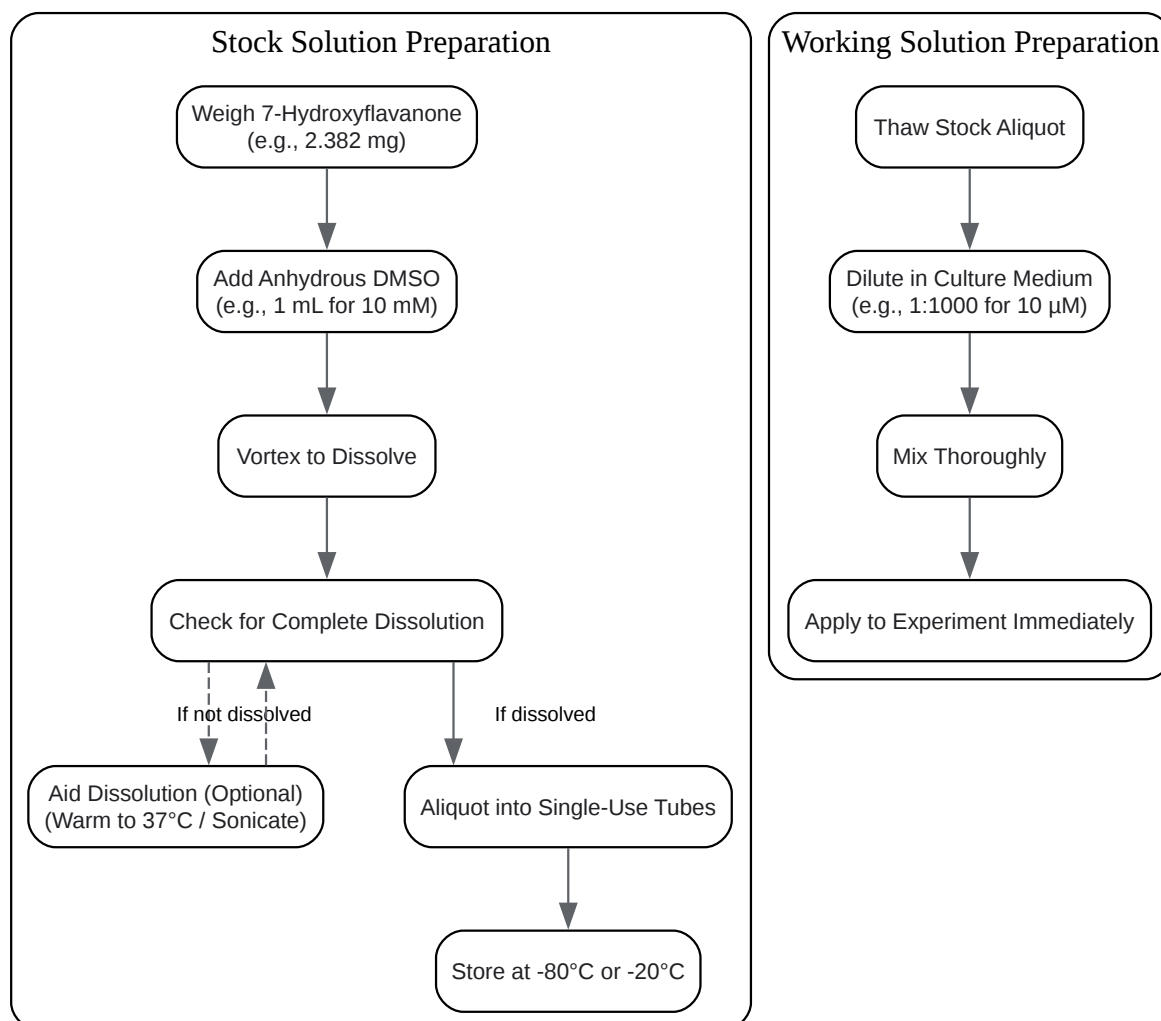 Stock Solution Preparation
Weigh 7-Hydroxyflavanone
(e.g., 2.382 mg)
Add Anhydrous DMSO
(e.g., 1 mL for 10 mM)
Vortex to Dissolve
Check for Complete Dissolution
If not dissolved
If dissolved
Aid Dissolution (Optional)
(Warm to 37°C / Sonicate)
Aliquot into Single-Use Tubes
Store at -80°C or -20°C
Working Solution Preparation
Thaw Stock Aliquot
Dilute in Culture Medium
(e.g., 1:1000 for 10 µM)
Mix Thoroughly
Apply to Experiment Immediately